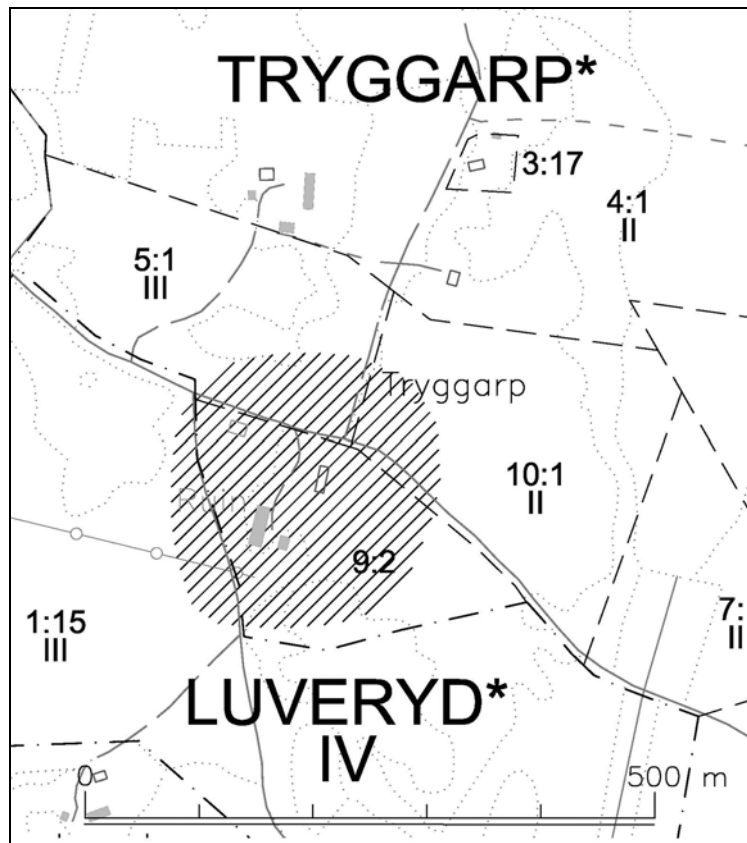 TRYGGARP*
3:17
4:1
II
5:1
III
Tryggarp
10:1
II
Ruin
9:2
7:
II
1:15
III
LUVERYD*
IV
500 m
0